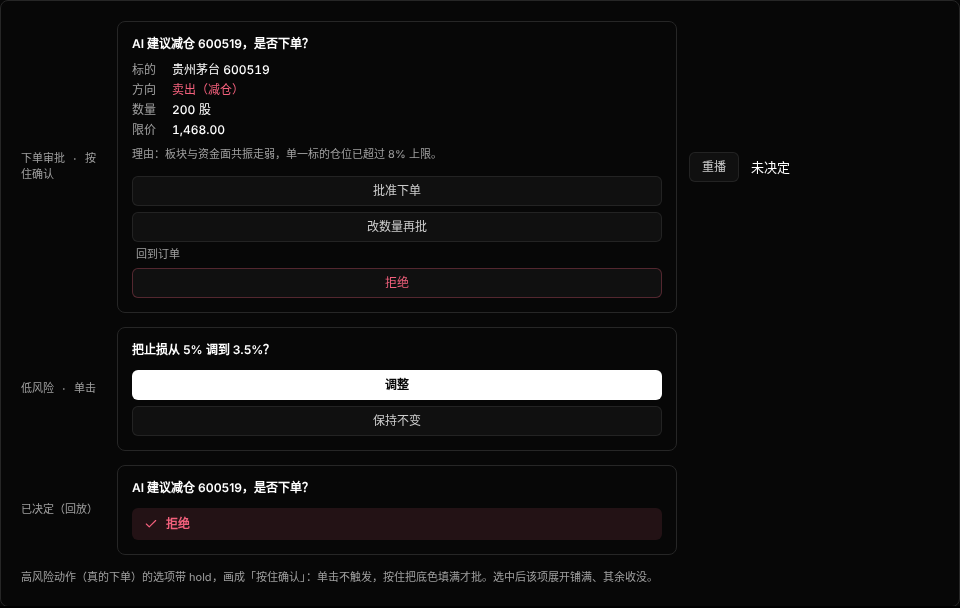 AI 建议减仓 600519，是否下单？
标的 贵州茅台 600519
方向 卖出（减仓）
数量 200 股
限价 1,468.00
理由：板块与资金面共振走弱，单一标的仓位已超过 8% 上限。
下单审批 · 按
住确认
批准下单
改数量再批
回到订单
拒绝
重播 未决定
把止损从 5% 调到 3.5%？
低风险 · 单击
调整
保持不变
AI 建议减仓 600519，是否下单？
已决定（回放）
拒绝
高风险动作（真的下单）的选项带 hold，画成「按住确认」：单击不触发，按住把底色填满才批。选中后该项展开铺满、其余收没。